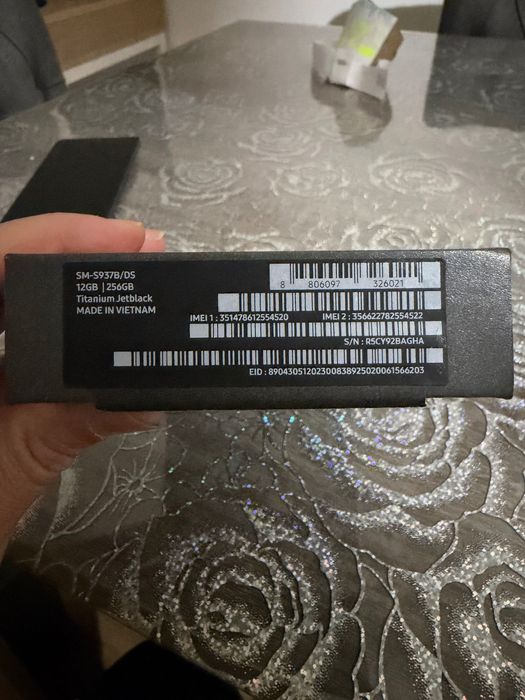 SM-S937B/DS
12GB | 256GB
Titanium Jetblack
MADE IN VIETNAM
8 806097 326021
IMEI 1 : 351478612554520 IMEI 2 : 356622782554522
S/N : R5CY92BAGHA
EID : 89043051202300838925020061566203